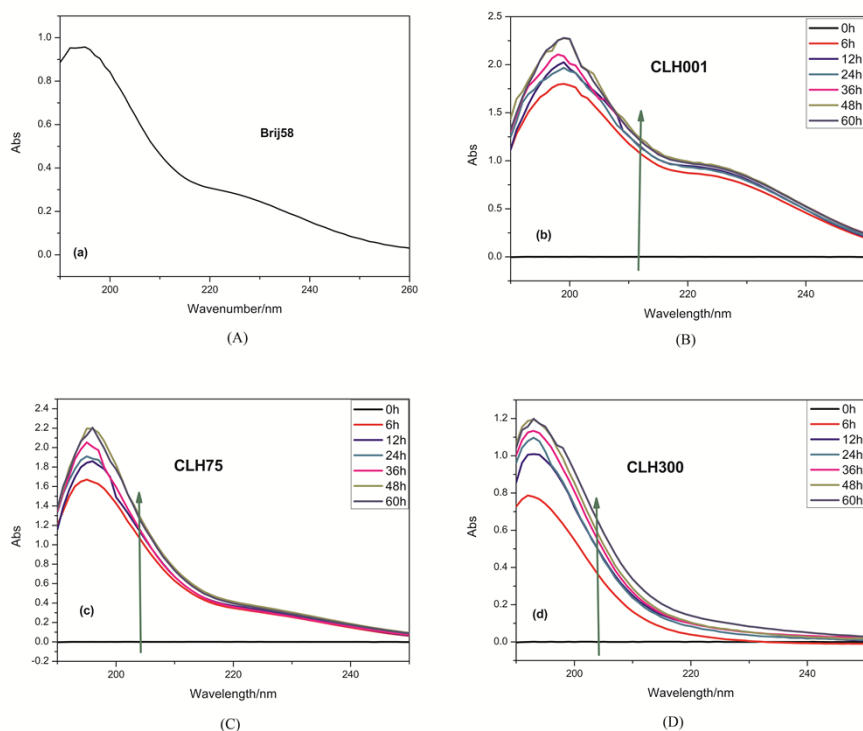 1.0
0.8
0.6
0.4
0.2
0.0
Abs
Brij58
(a)
200
220
240
260
Wavenumber/nm
(A)
2.5
2.0
1.5
1.0
0.5
0.0
Abs
CLH001
0h
6h
12h
24h
36h
48h
60h
(b)
200
220
240
Wavelength/nm
(B)
2.4
2.2
2.0
1.8
1.6
1.4
1.2
1.0
0.8
0.6
0.4
0.2
0.0
-0.2
Abs
CLH75
0h
6h
12h
24h
36h
48h
60h
(c)
200
220
240
Wavelength/nm
(C)
1.2
1.0
0.8
0.6
0.4
0.2
0.0
Abs
CLH300
0h
6h
12h
24h
36h
48h
60h
(d)
200
220
240
Wavelength/nm
(D)